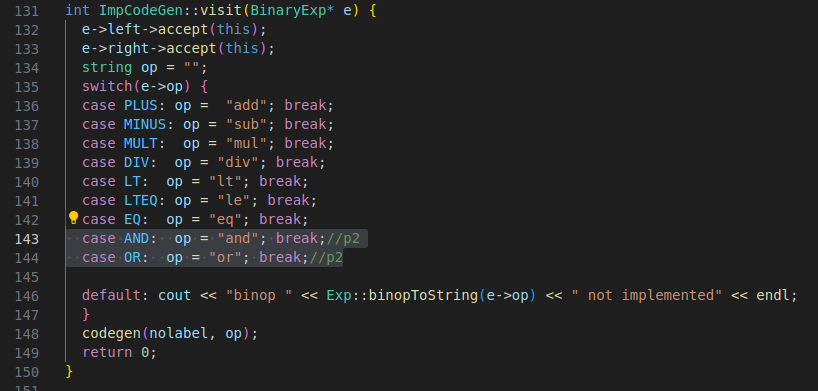 131 int ImpCodeGen::visit(BinaryExp* e) {
132 e->left->accept(this);
133 e->right->accept(this);
134 string op = "";
135 switch(e->op) {
136 case PLUS: op =  "add"; break;
137 case MINUS: op = "sub"; break;
138 case MULT:  op = "mul"; break;
139 case DIV:  op = "div"; break;
140 case LT:  op = "lt"; break;
141 case LTEQ: op = "le"; break;
142 case EQ:  op = "eq"; break;
143 case AND:  op = "and"; break;//p2
144 case OR:  op = "or"; break;//p2
145
146 default: cout << "binop " << Exp::binopToString(e->op) << " not implemented" << endl;
147 }
148 codegen(nolabel, op);
149 return 0;
150 }
151